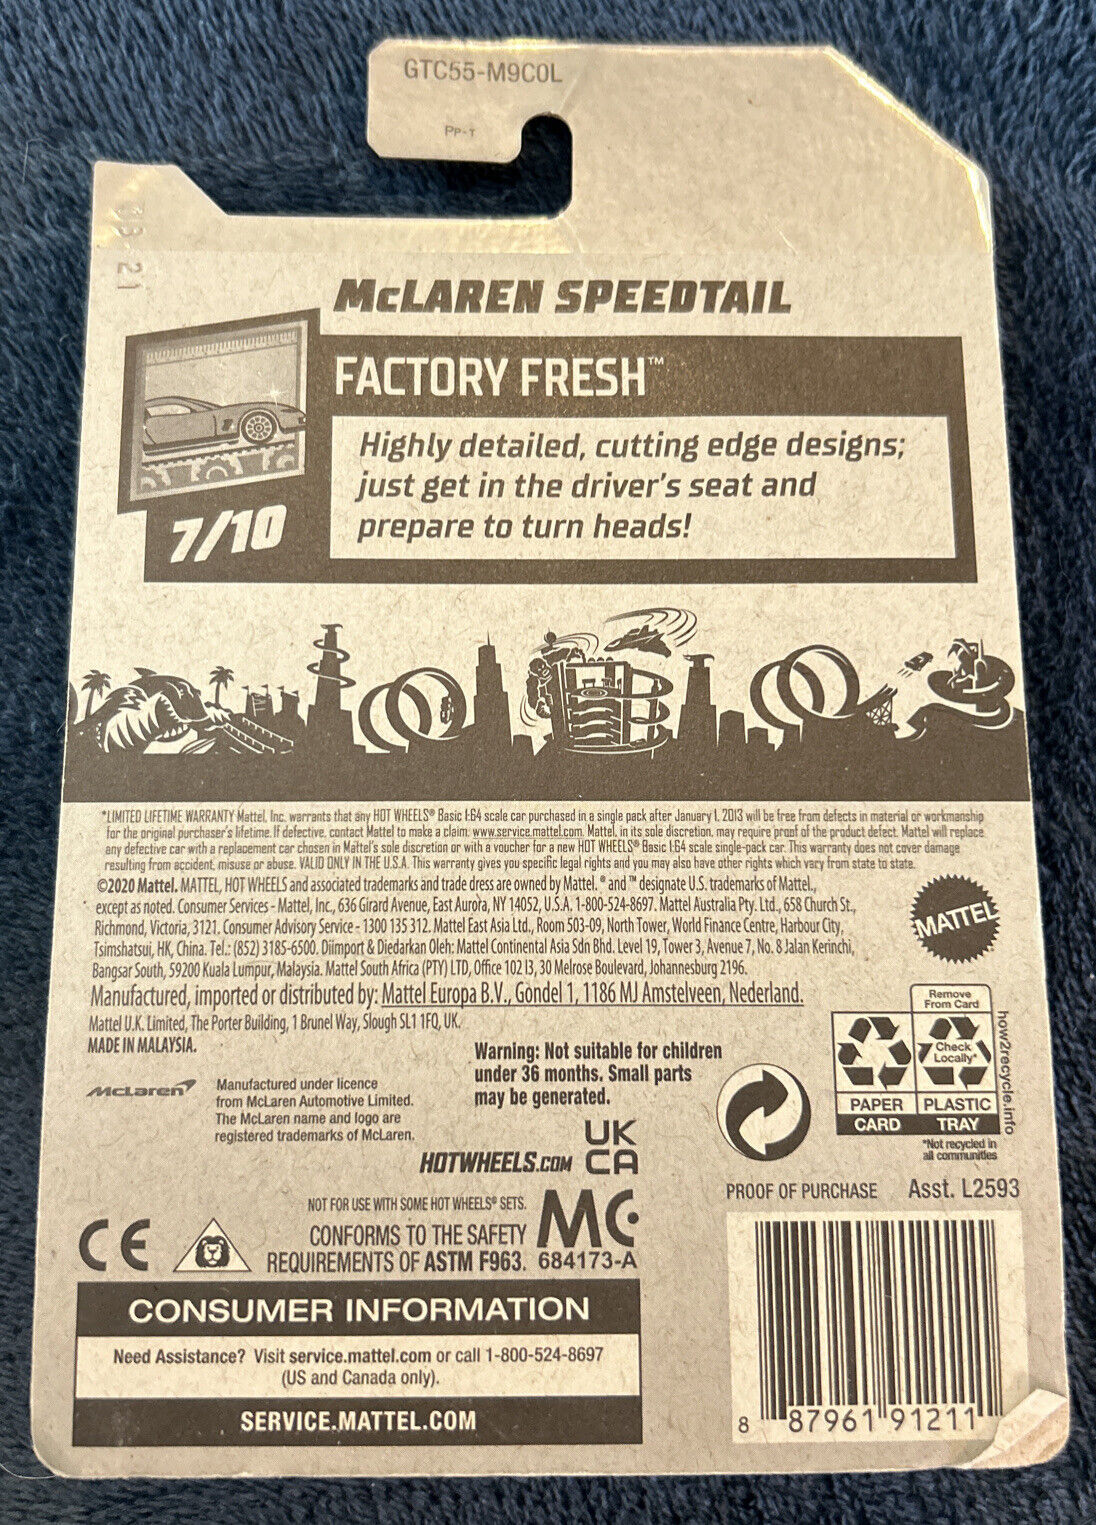 GTC55-M9C0L
PP-T
McLAREN SPEEDTAIL
FACTORY FRESH™
Highly detailed, cutting edge designs;
just get in the driver's seat and
prepare to turn heads!
7/10
*LIMITED LIFETIME WARRANTY Mattel, Inc. warrants that any HOT WHEELS® Basic 1:64 scale car purchased in a single pack after January 1, 2013 will be free from defects in material or workmanship
for the original purchaser's lifetime. If defective, contact Mattel to make a claim: www.service.mattel.com. Mattel, in its sole discretion, may require proof of the product defect. Mattel will replace
any defective car with a replacement car chosen in Mattel's sole discretion or with a voucher for a new HOT WHEELS® Basic 1:64 scale single-pack car. This warranty does not cover damage
resulting from accident, misuse or abuse. VALID ONLY IN THE U.S.A. This warranty gives you specific legal rights and you may also have other rights which vary from state to state.
©2020 Mattel. MATTEL, HOT WHEELS and associated trademarks and trade dress are owned by Mattel. ® and ™ designate U.S. trademarks of Mattel.,
except as noted. Consumer Services - Mattel, Inc., 636 Girard Avenue, East Aurora, NY 14052, U.S.A. 1-800-524-8697. Mattel Australia Pty. Ltd., 658 Church St.,
Richmond, Victoria, 3121. Consumer Advisory Service - 1300 135 312. Mattel East Asia Ltd., Room 503-09, North Tower, World Finance Centre, Harbour City,
Tsimshatsui, HK, China. Tel.: (852) 3185-6500. Diimport & Diedarkan Oleh: Mattel Continental Asia Sdn Bhd. Level 19, Tower 3, Avenue 7, No. 8 Jalan Kerinchi,
Bangsar South, 59200 Kuala Lumpur, Malaysia. Mattel South Africa (PTY) LTD, Office 102 I3, 30 Melrose Boulevard, Johannesburg 2196.
Manufactured, imported or distributed by: Mattel Europa B.V., Gondel 1, 1186 MJ Amstelveen, Nederland.
Mattel U.K. Limited, The Porter Building, 1 Brunel Way, Slough SL1 1FQ, UK.
MADE IN MALAYSIA.
MATTEL
Warning: Not suitable for children
under 36 months. Small parts
may be generated.
McLaren
Manufactured under licence
from McLaren Automotive Limited.
The McLaren name and logo are
registered trademarks of McLaren.
HOTWHEELS.COM
UK
CA
Remove
From Card
Check
Locally*
PAPER
PLASTIC
CARD
TRAY
how2recycle.info
*Not recycled in
all communities
PROOF OF PURCHASE Asst. L2593
NOT FOR USE WITH SOME HOT WHEELS® SETS.
CONFORMS TO THE SAFETY
REQUIREMENTS OF ASTM F963.
MC
684173-A
CE
CONSUMER INFORMATION
Need Assistance? Visit service.mattel.com or call 1-800-524-8697
(US and Canada only).
SERVICE.MATTEL.COM
8 87961 91211